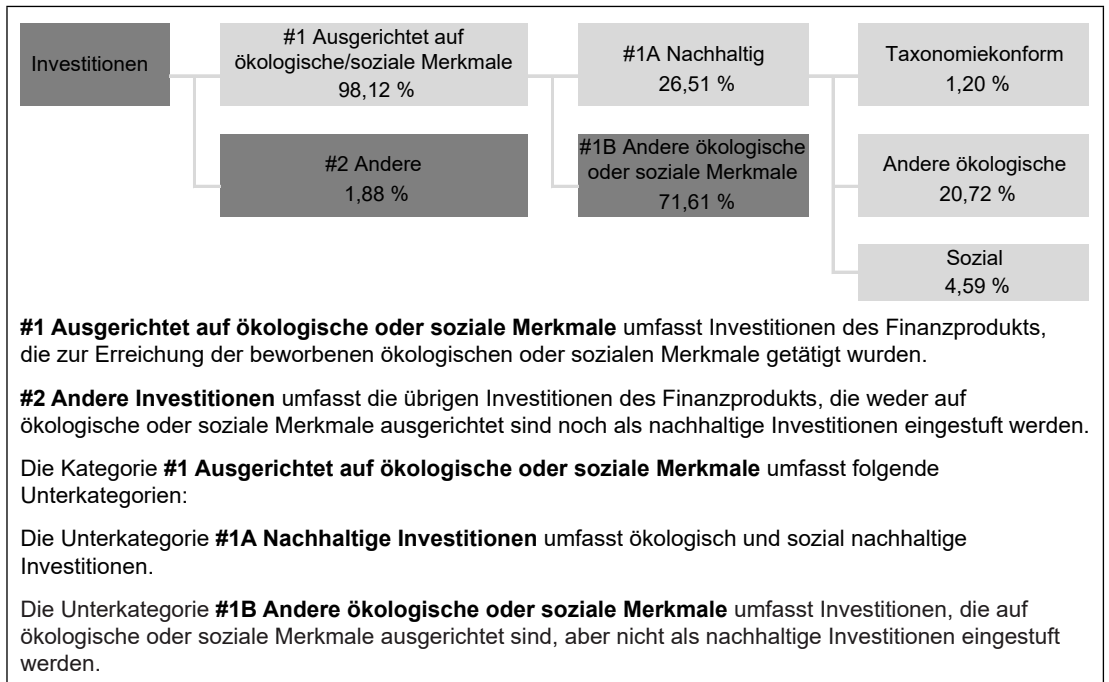 Investitionen
#1 Ausgerichtet auf
ökologische/soziale Merkmale
98,12 %
#1A Nachhaltig
26,51 %
Taxonomiekonform
1,20 %
#2 Andere
1,88 %
#1B Andere ökologische
oder soziale Merkmale
71,61 %
Andere ökologische
20,72 %
Sozial
4,59 %
#1 Ausgerichtet auf ökologische oder soziale Merkmale umfasst Investitionen des Finanzprodukts,
die zur Erreichung der beworbenen ökologischen oder sozialen Merkmale getätigt wurden.
#2 Andere Investitionen umfasst die übrigen Investitionen des Finanzprodukts, die weder auf
ökologische oder soziale Merkmale ausgerichtet sind noch als nachhaltige Investitionen eingestuft werden.
Die Kategorie #1 Ausgerichtet auf ökologische oder soziale Merkmale umfasst folgende
Unterkategorien:
Die Unterkategorie #1A Nachhaltige Investitionen umfasst ökologisch und sozial nachhaltige
Investitionen.
Die Unterkategorie #1B Andere ökologische oder soziale Merkmale umfasst Investitionen, die auf
ökologische oder soziale Merkmale ausgerichtet sind, aber nicht als nachhaltige Investitionen eingestuft
werden.